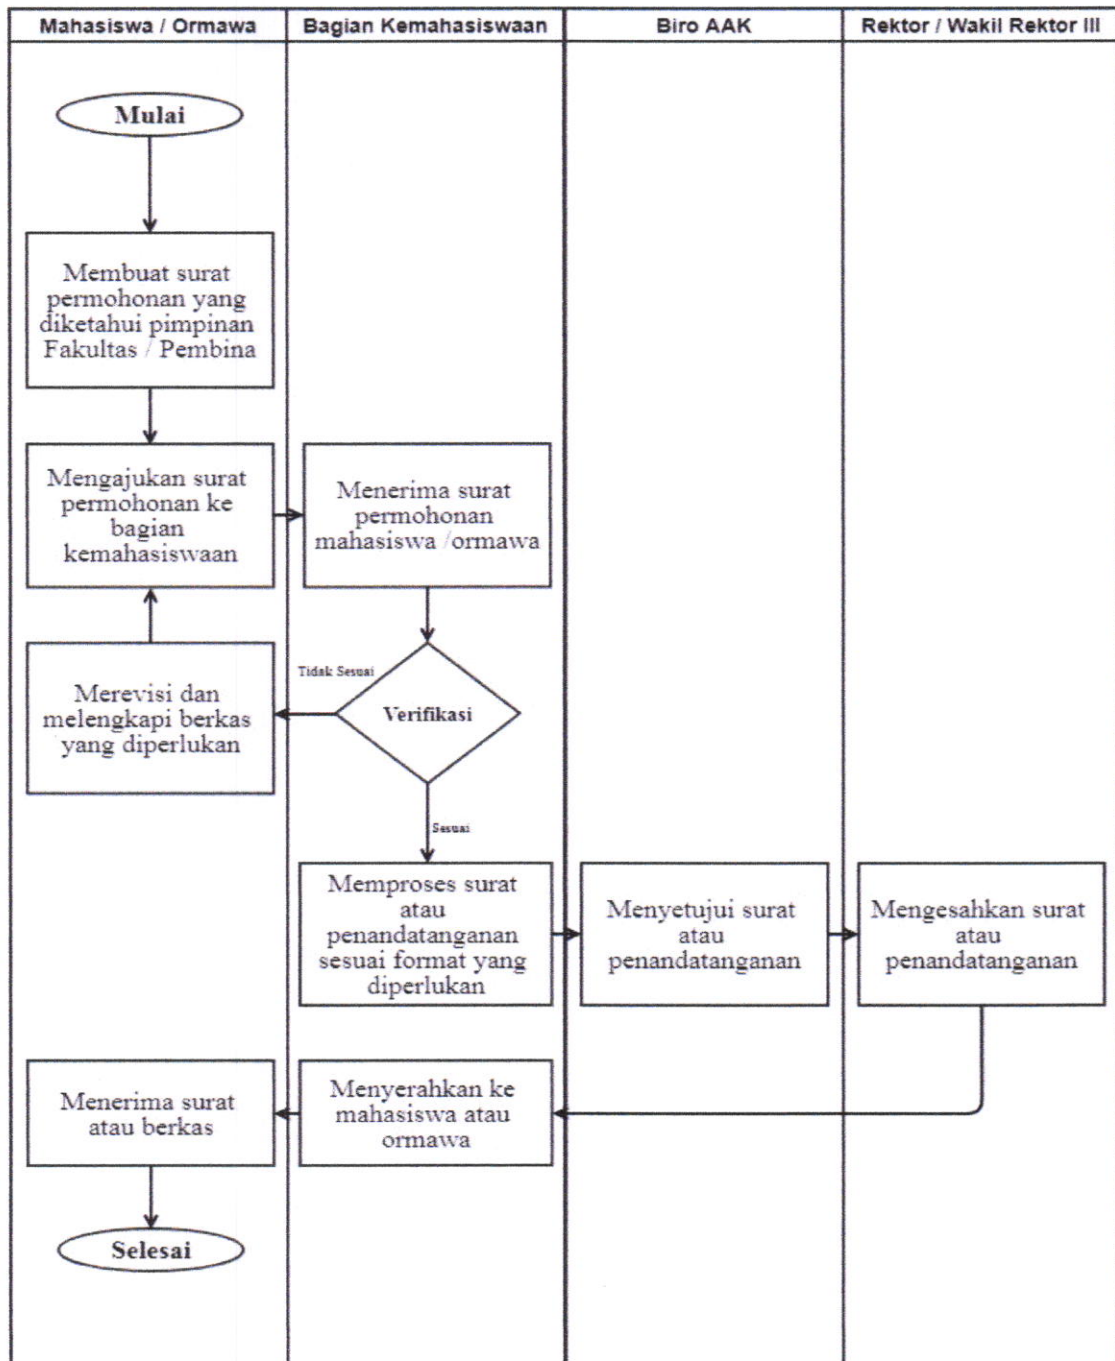 Mahasiswa / Ormawa
Bagian Kemahasiswaan
Biro AAK
Rektor / Wakil Rektor III
Mulai
Membuat surat
permohonan yang
diketahui pimpinan
Fakultas / Pembina
Mengajukan surat
permohonan ke
bagian
kemahasiswaan
Menerima surat
permohonan
mahasiswa /ormawa
Tidak Sesuai
Verifikasi
Merevisi dan
melengkapi berkas
yang diperlukan
Sesuai
Memproses surat
atau
penandatanganan
sesuai format yang
diperlukan
Menyetujui surat
atau
penandatanganan
Mengesahkan surat
atau
penandatanganan
Menyerahkan ke
mahasiswa atau
ormawa
Menerima surat
atau berkas
Selesai